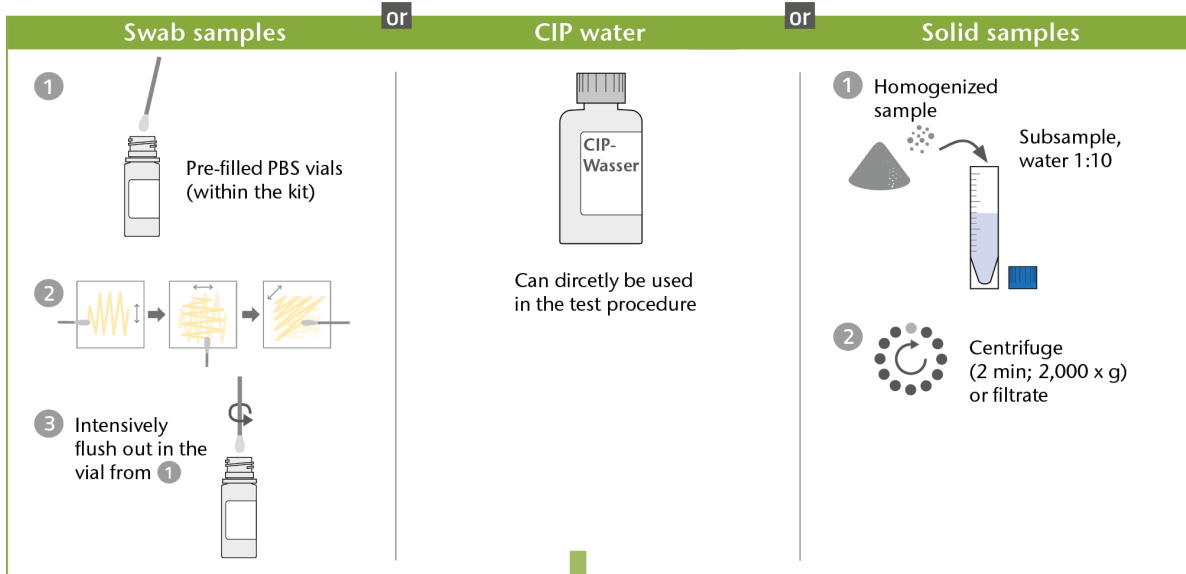 or
or
Swab samples
CIP water
Solid samples
1
Pre-filled PBS vials
(within the kit)
2
3
Intensively
flush out in the
vial from 1
CIP-
Wasser
Can dircetly be used
in the test procedure
1
Homogenized
sample
Subsample,
water 1:10
2
Centrifuge
(2 min; 2,000 x g)
or filtrate